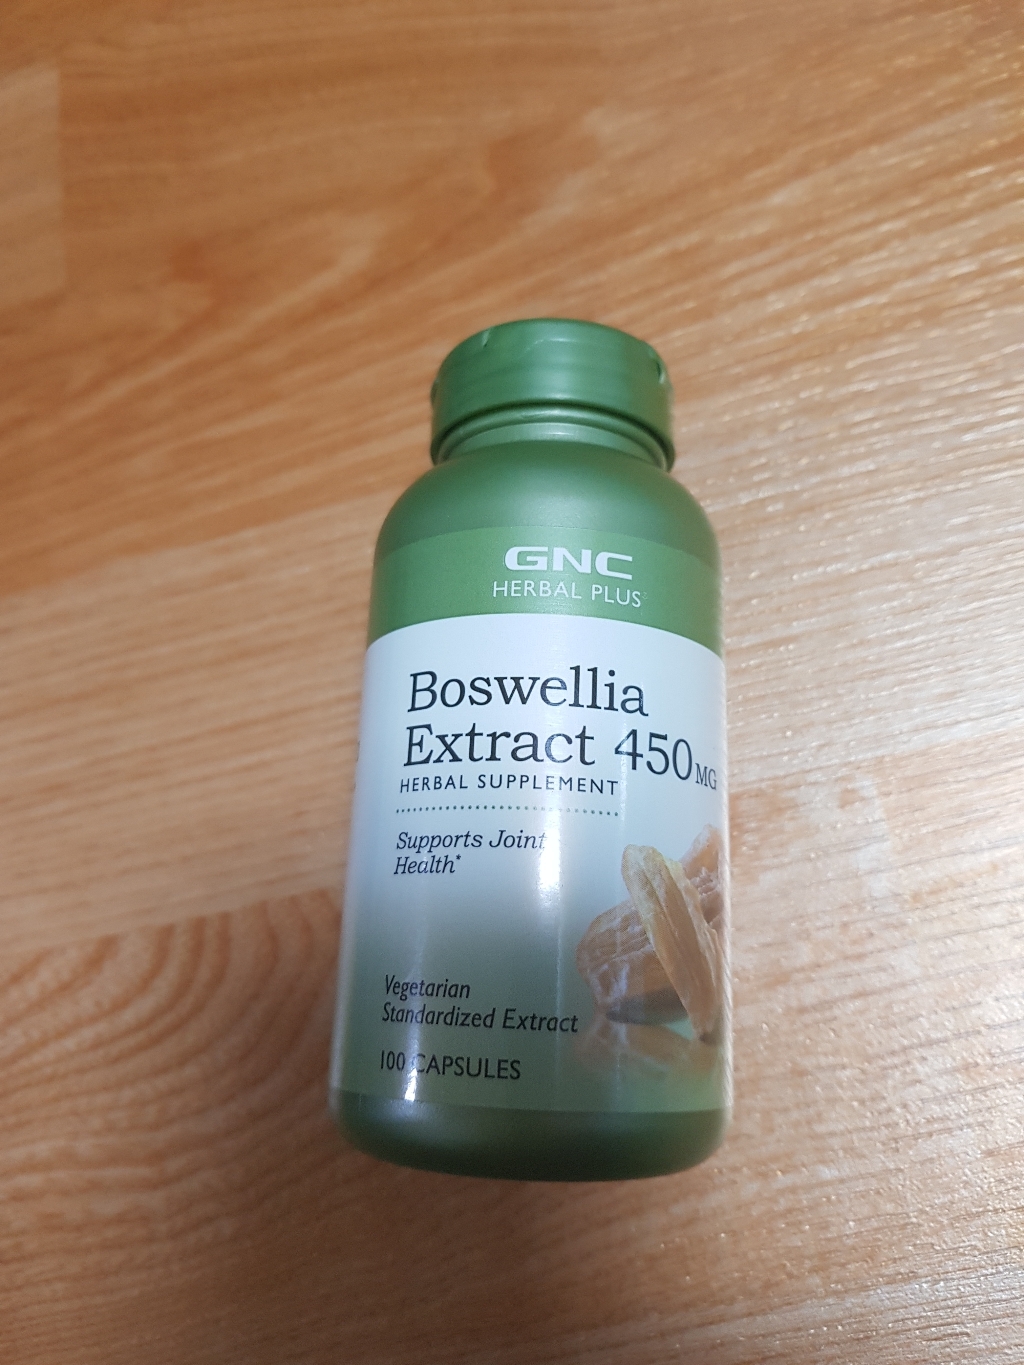 GNC
HERBAL PLUS
Boswellia
Extract 450MG
HERBAL SUPPLEMENT
Supports Joint
Health*
Vegetarian
Standardized Extract
100 CAPSULES